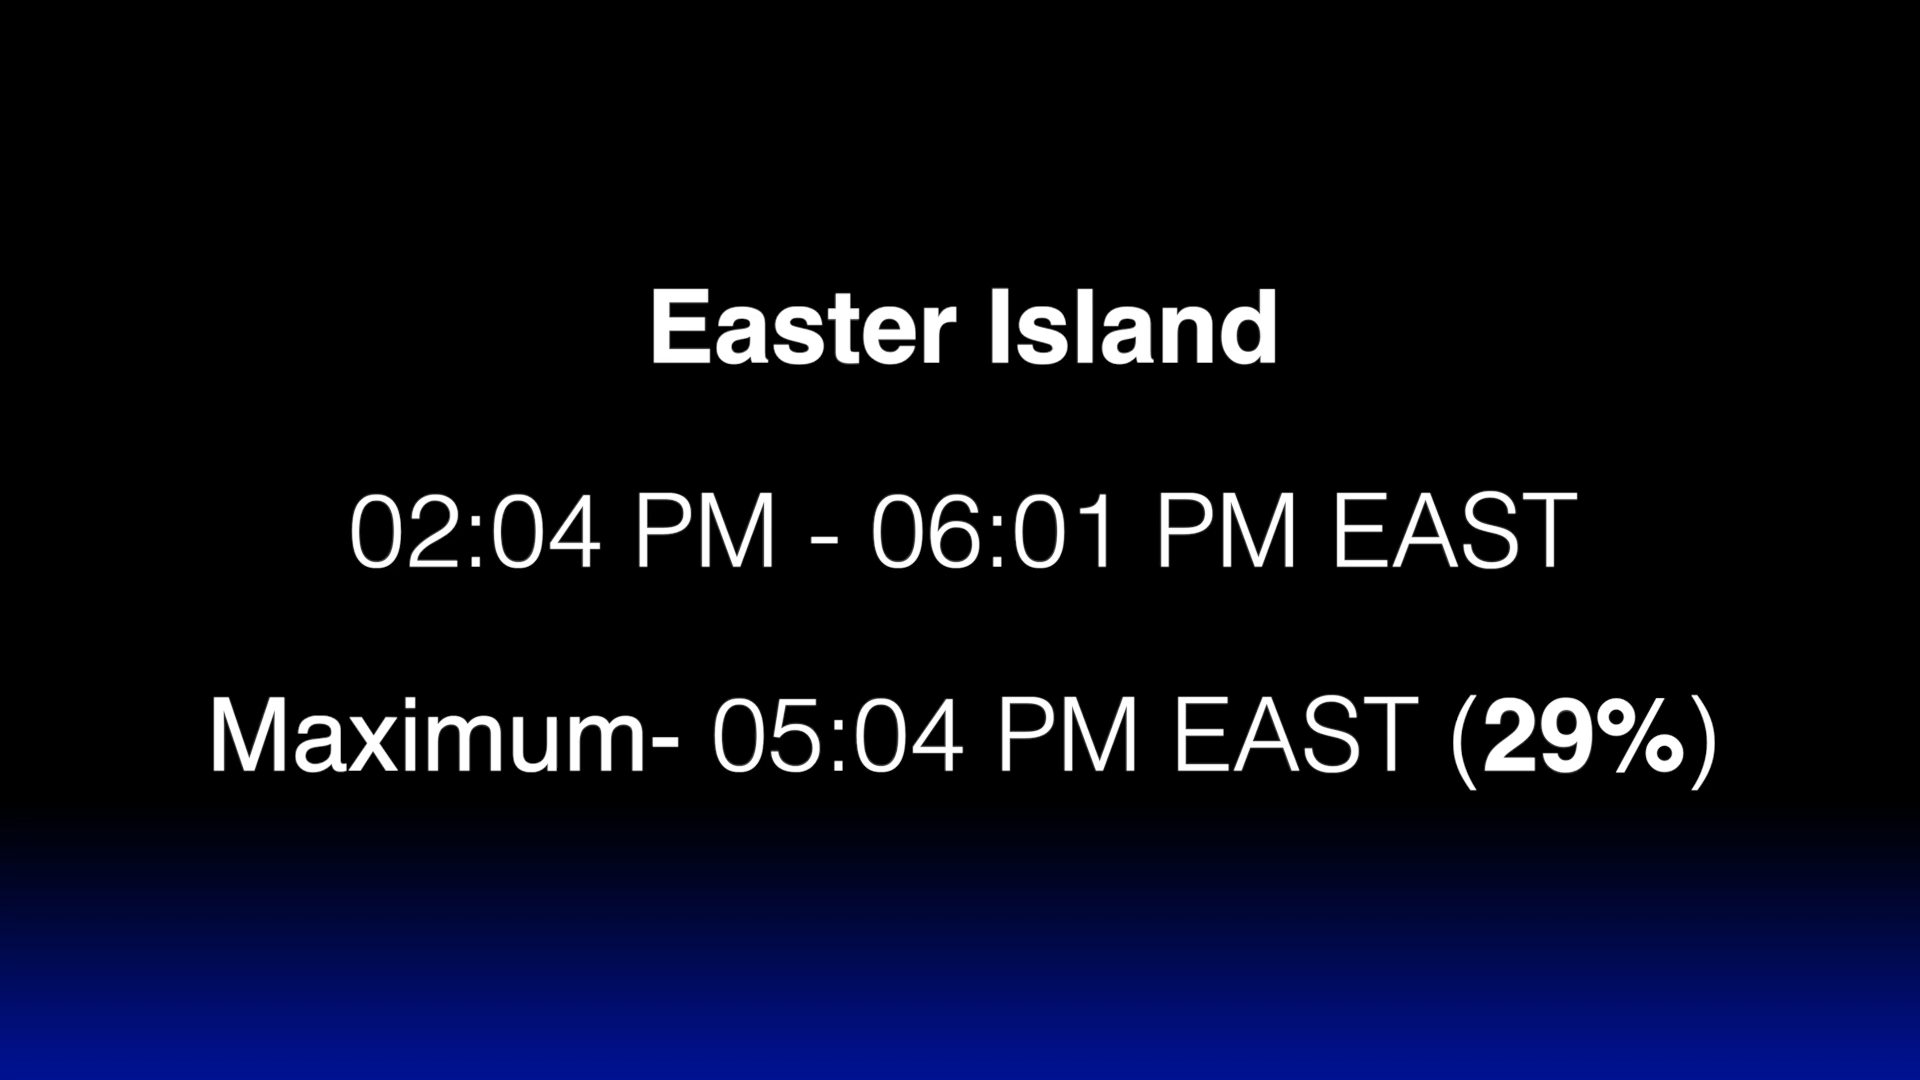 Easter Island
02:04 PM - 06:01 PM EAST
Maximum- 05:04 PM EAST (29%)